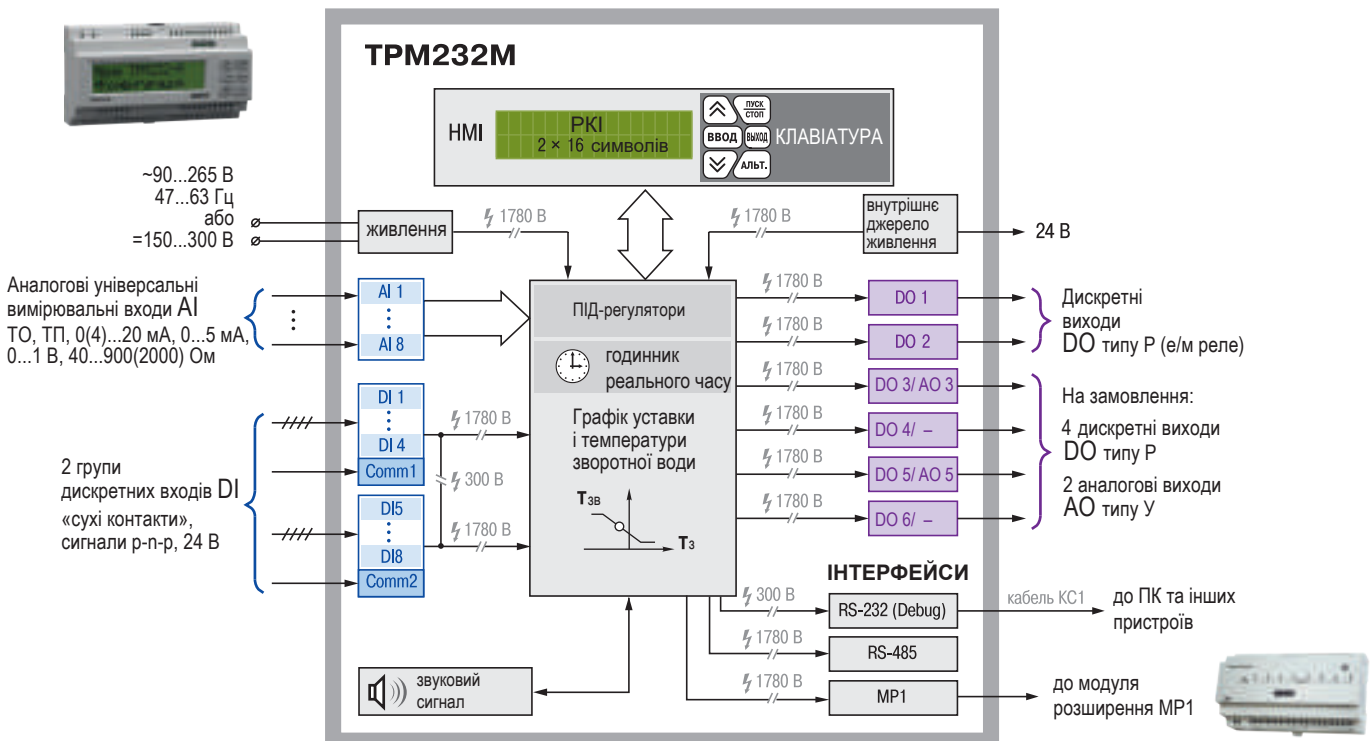 ТРМ232М
HMI
РКІ
2 × 16 символів
ПУСК
СТОП
ВВОД
ВЫХОД
АЛЬТ.
КЛАВІАТУРА
~90...265 В
47...63 Гц
або
=150...300 В
живлення
1780 В
1780 В
внутрішнє
джерело
живлення
24 В
Аналогові універсальні
вимірювальні входи AI
ТО, ТП, 0(4)...20 мА, 0...5 мА,
0...1 В, 40...900(2000) Ом
AI 1
AI 8
ПІД-регулятори
годинник
реального часу
Графік уставки
і температури
зворотної води
Тзв
Тз
2 групи
дискретних входів DI
«сухі контакти»,
сигнали p-n-p, 24 В
DI 1
DI 4
Comm1
DI5
DI8
Comm2
1780 В
300 В
1780 В
1780 В
DO 1
1780 В
DO 2
1780 В
DO 3/ AO 3
1780 В
DO 4/ –
1780 В
DO 5/ AO 5
1780 В
DO 6/ –
Дискретні
виходи
DO типу Р (е/м реле)
На замовлення:
4 дискретні виходи
DO типу Р
2 аналогові виходи
АО типу У
ІНТЕРФЕЙСИ
300 В
RS-232 (Debug)
кабель КС1
до ПК та інших
пристроїв
1780 В
RS-485
1780 В
МР1
до модуля
розширення МР1
звуковий
сигнал